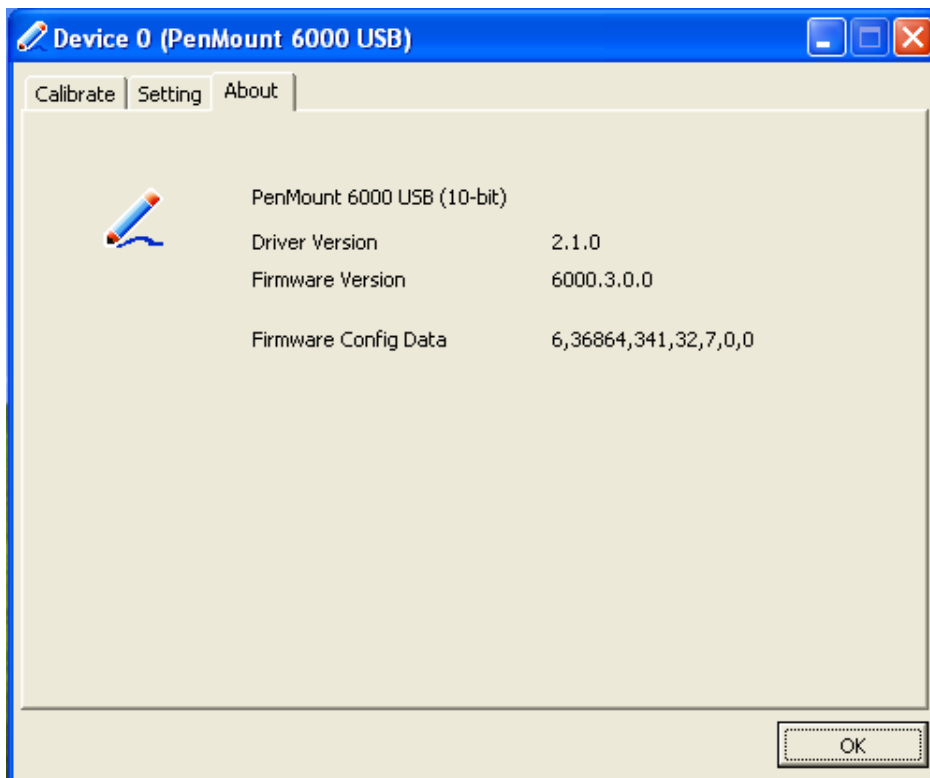 Device 0 (PenMount 6000 USB)
Calibrate Setting About
PenMount 6000 USB (10-bit)
Driver Version 2.1.0
Firmware Version 6000.3.0.0
Firmware Config Data 6,36864,341,32,7,0,0
OK